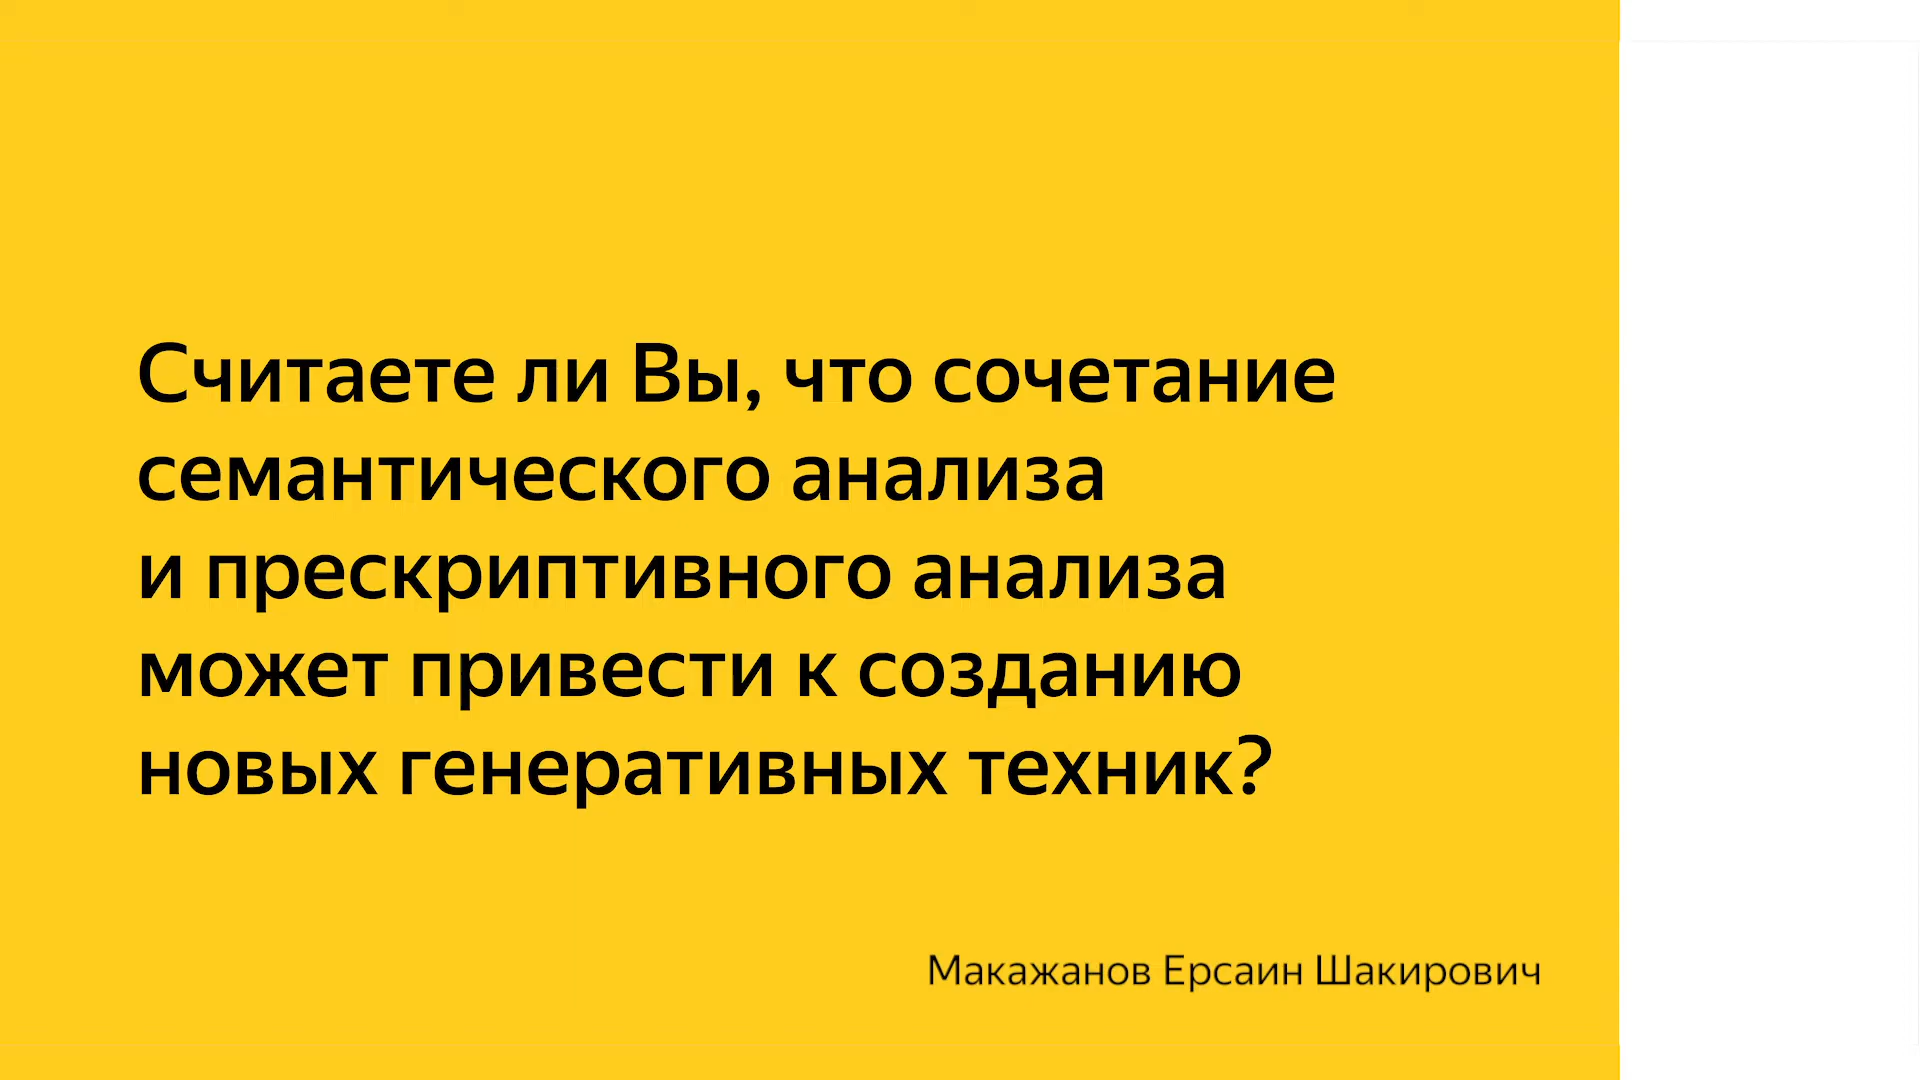 Считаете ли Вы, что сочетание
семантического анализа
и прескриптивного анализа
может привести к созданию
новых генеративных техник?
Макажанов Ерсаин Шакирович